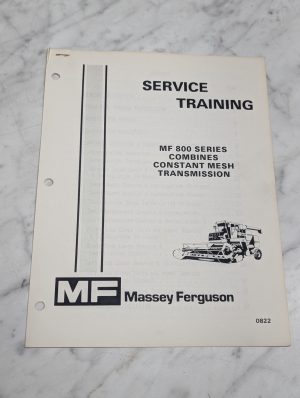 SERVICE
TRAINING
MF 800 SERIES
COMBINES
CONSTANT MESH
TRANSMISSION
MF Massey Ferguson
0822